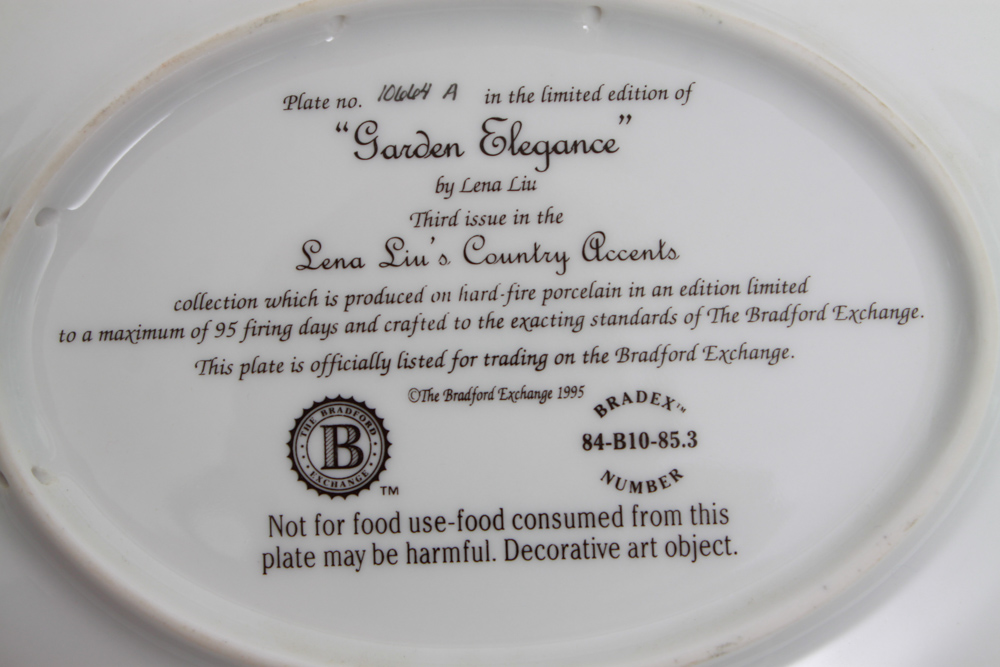 Plate no. 10664 A in the limited edition of
"Garden Elegance"
by Lena Liu
Third issue in the
Lena Liu's Country Accents
collection which is produced on hard-fire porcelain in an edition limited
to a maximum of 95 firing days and crafted to the exacting standards of The Bradford Exchange.
This plate is officially listed for trading on the Bradford Exchange.
©The Bradford Exchange 1995
THE BRADFORD
B
EXCHANGE
TM
BRADEX™
84-B10-85.3
NUMBER
Not for food use-food consumed from this
plate may be harmful. Decorative art object.